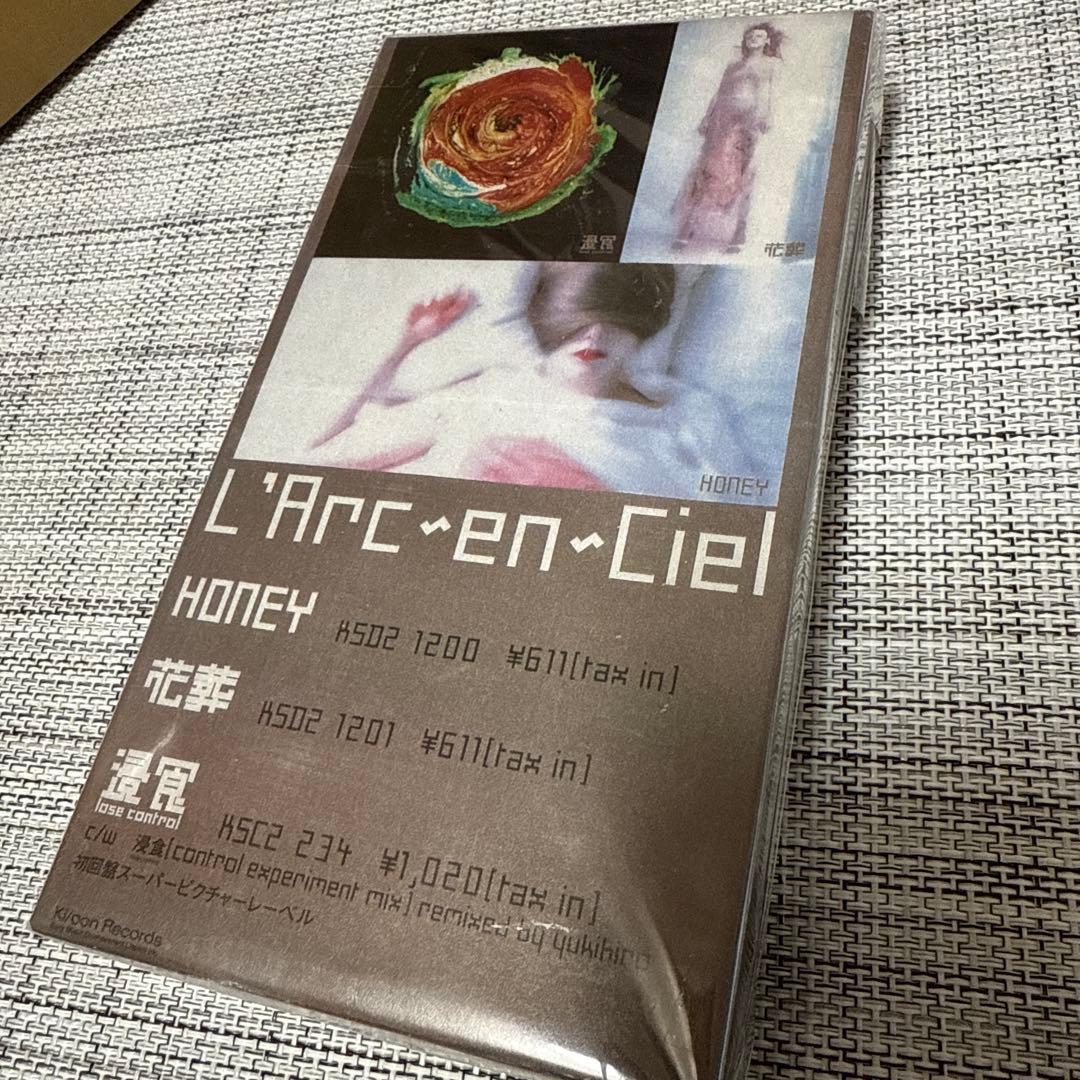 浸食
花葬
HONEY
L'Arc~en~Ciel
HONEY KSD2 1200 ¥611[tax in]
花葬 KSD2 1201 ¥611[tax in]
浸食
lose control
KSC2 234 ¥1,020[tax in]
c/w 浸食[control experiment mix] remixed by yukihiro
初回盤スーパーピクチャーレーベル
Ki/oon Records